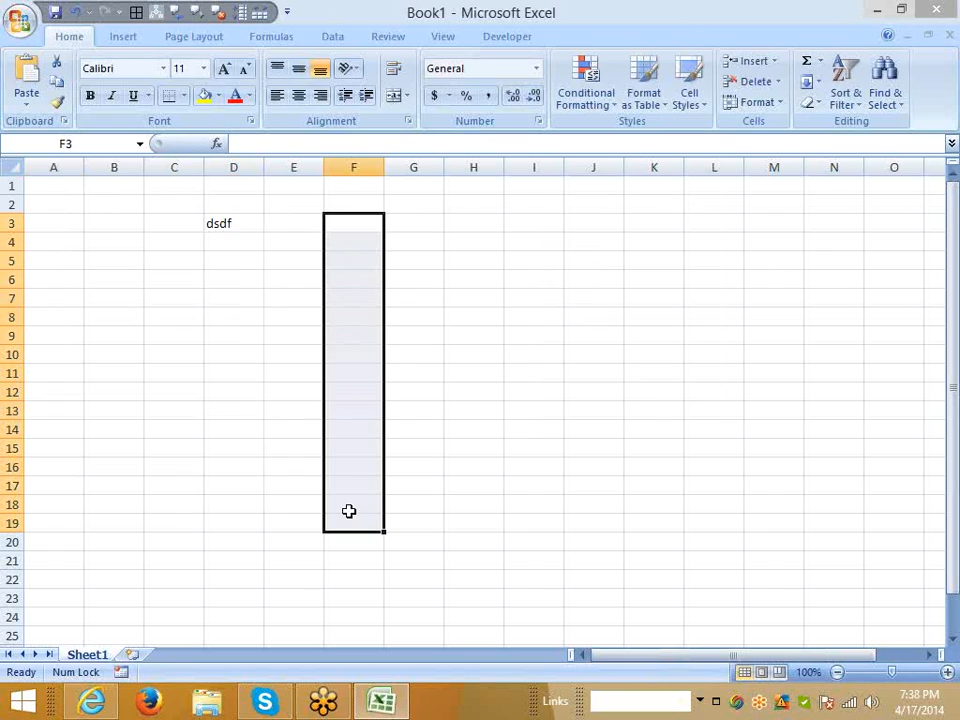 Book1 - Microsoft Excel
Home Insert Page Layout Formulas Data Review View Developer
Paste
Calibri 11
B I U
General
$ % ,
Conditional Formatting
Format as Table
Cell Styles
Insert
Delete
Format
Σ
Sort & Filter
Find & Select
Clipboard Font Alignment Number Styles Cells Editing
F3 fx
A B C D E F G H I J K L M N O
1
2
3 dsdf
4
5
6
7
8
9
10
11
12
13
14
15
16
17
18
19
20
21
22
23
24
25
Sheet1
Ready Num Lock 100%
Links
7:38 PM
4/17/2014